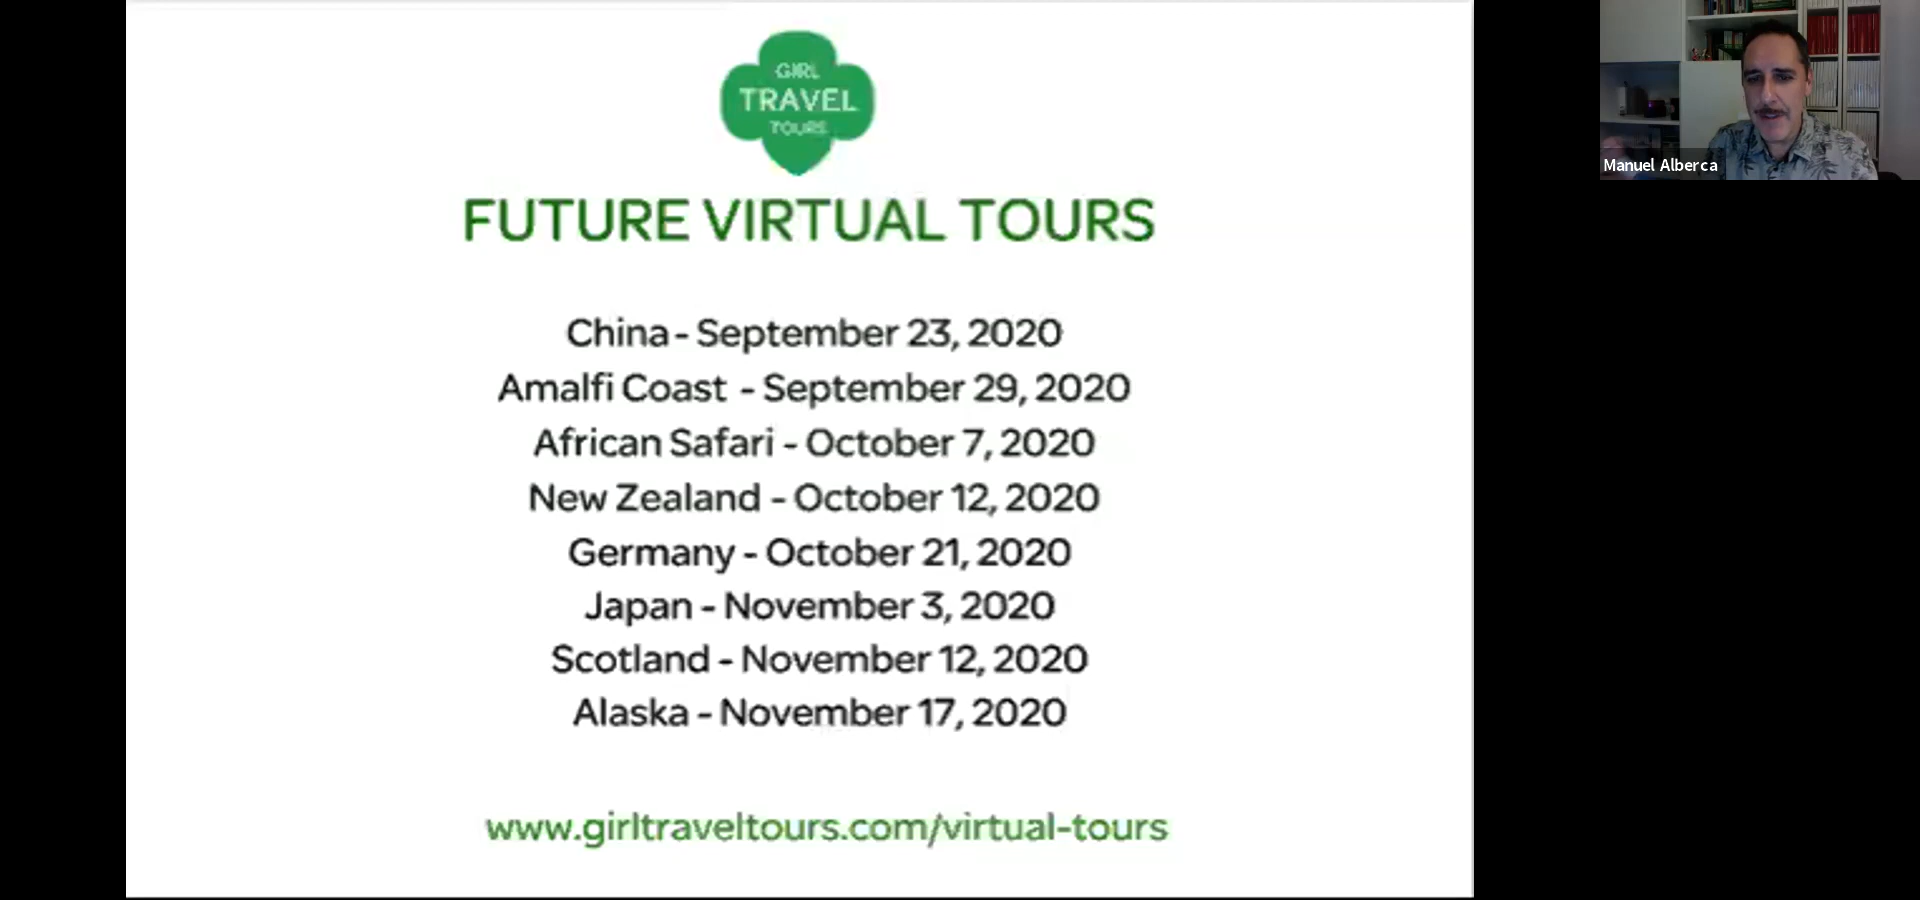 GIRL
TRAVEL
TOURS
FUTURE VIRTUAL TOURS
China - September 23, 2020
Amalfi Coast - September 29, 2020
African Safari - October 7, 2020
New Zealand - October 12, 2020
Germany - October 21, 2020
Japan - November 3, 2020
Scotland - November 12, 2020
Alaska - November 17, 2020
www.girltraveltours.com/virtual-tours
Manuel Alberca